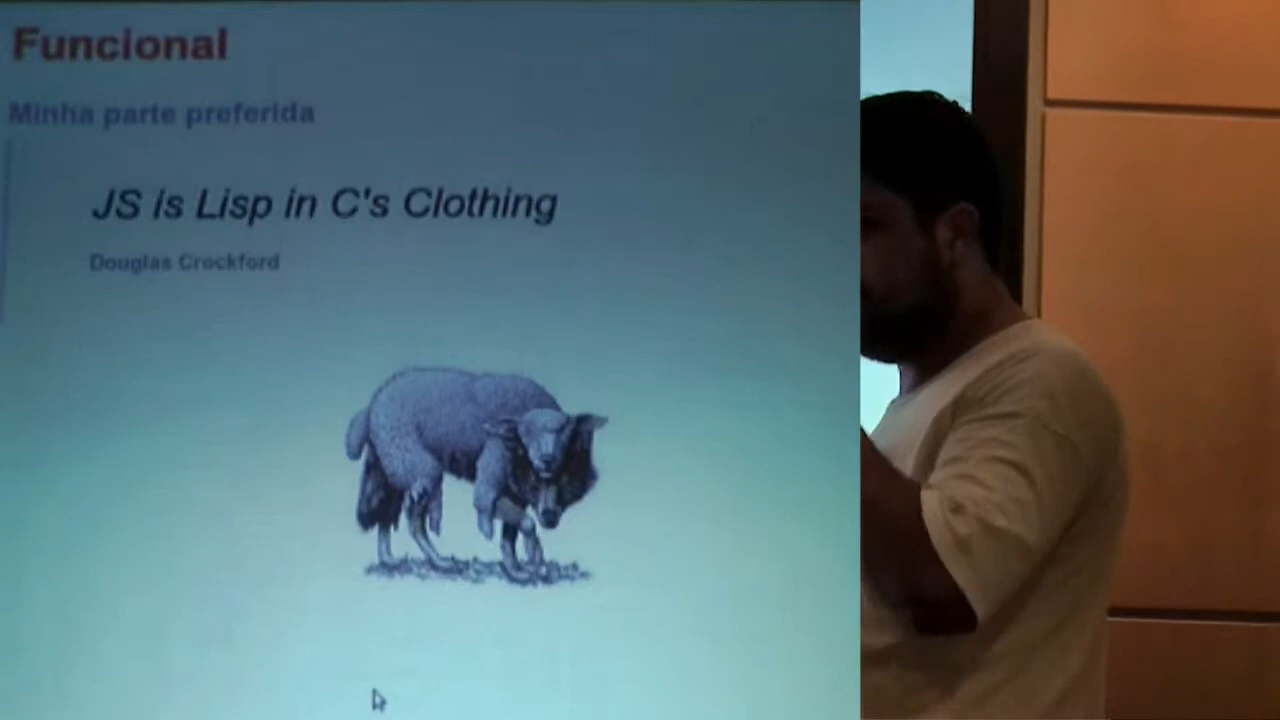 Funcional
Minha parte preferida
JS is Lisp in C's Clothing
Douglas Crockford